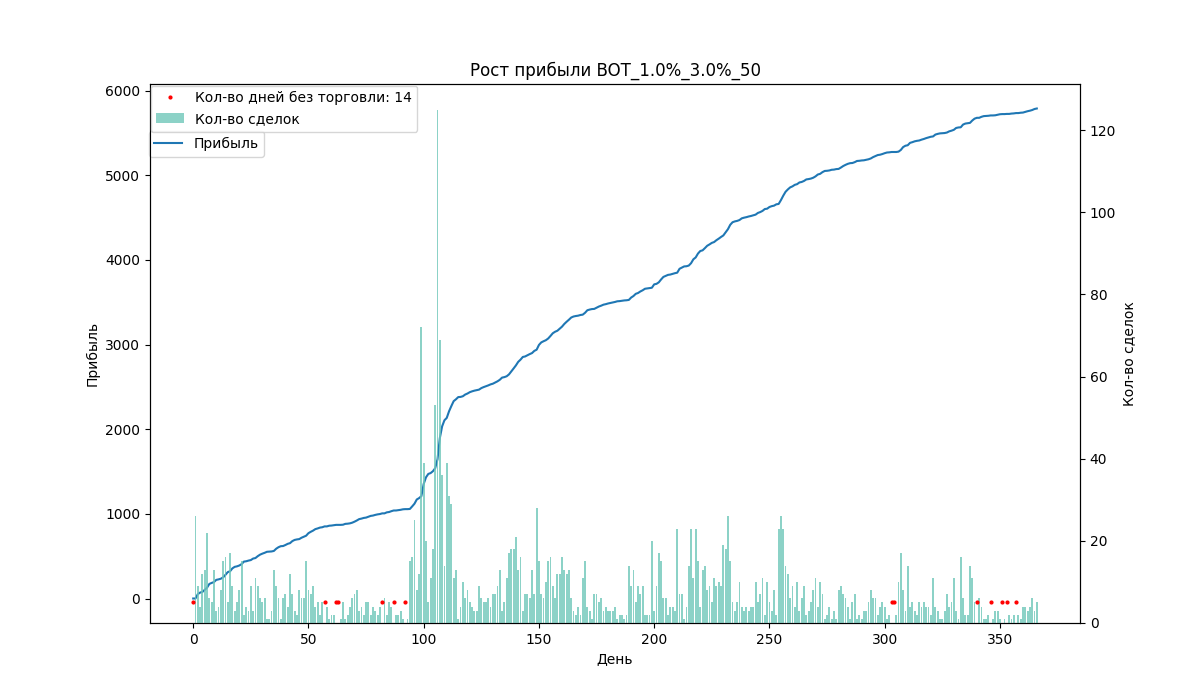 Рост прибыли BOT_1.0%_3.0%_50
Кол-во дней без торговли: 14
Кол-во сделок
Прибыль
6000
5000
4000
3000
2000
1000
0
Прибыль
120
100
80
60
40
20
0
Кол-во сделок
0 50 100 150 200 250 300 350
День